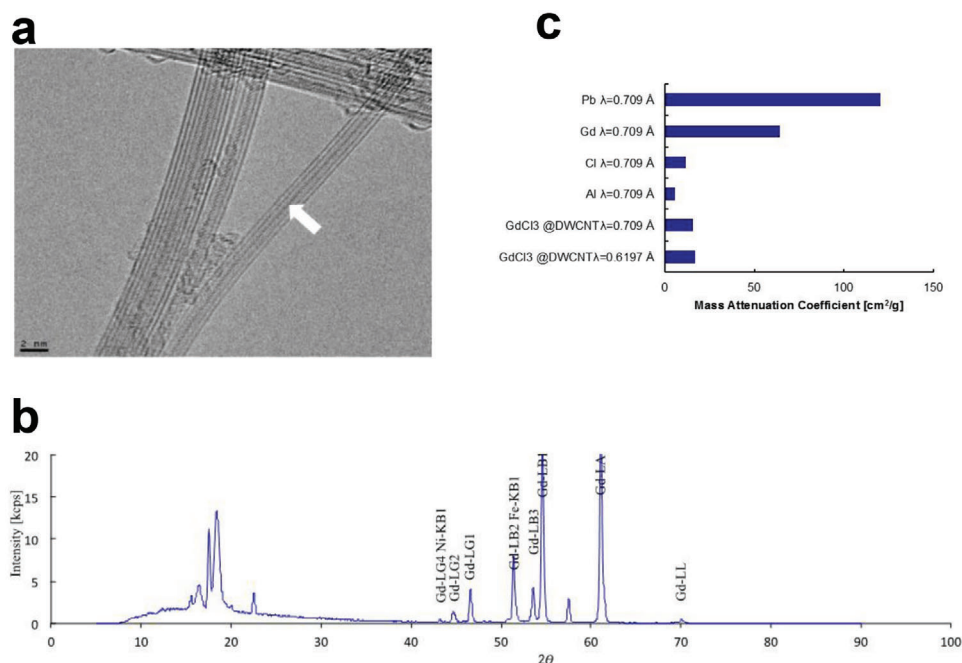 a
2 nm
c
Pb λ=0.709 Å
Gd λ=0.709 Å
Cl λ=0.709 Å
Al λ=0.709 Å
GdCl3 @DWCNTλ=0.709 Å
GdCl3 @DWCNTλ=0.6197 Å
0 50 100 150
Mass Attenuation Coefficient [cm²/g]
b
Intensity [kcps]
20
15
10
5
0
Gd-LG4 Ni-KB1
Gd-LG2
Gd-LG1
Gd-LB2 Fe-KB1
Gd-LB3
Gd-LB1
Gd-LA
Gd-LL
0 10 20 30 40 50 60 70 80 90 100
2θ